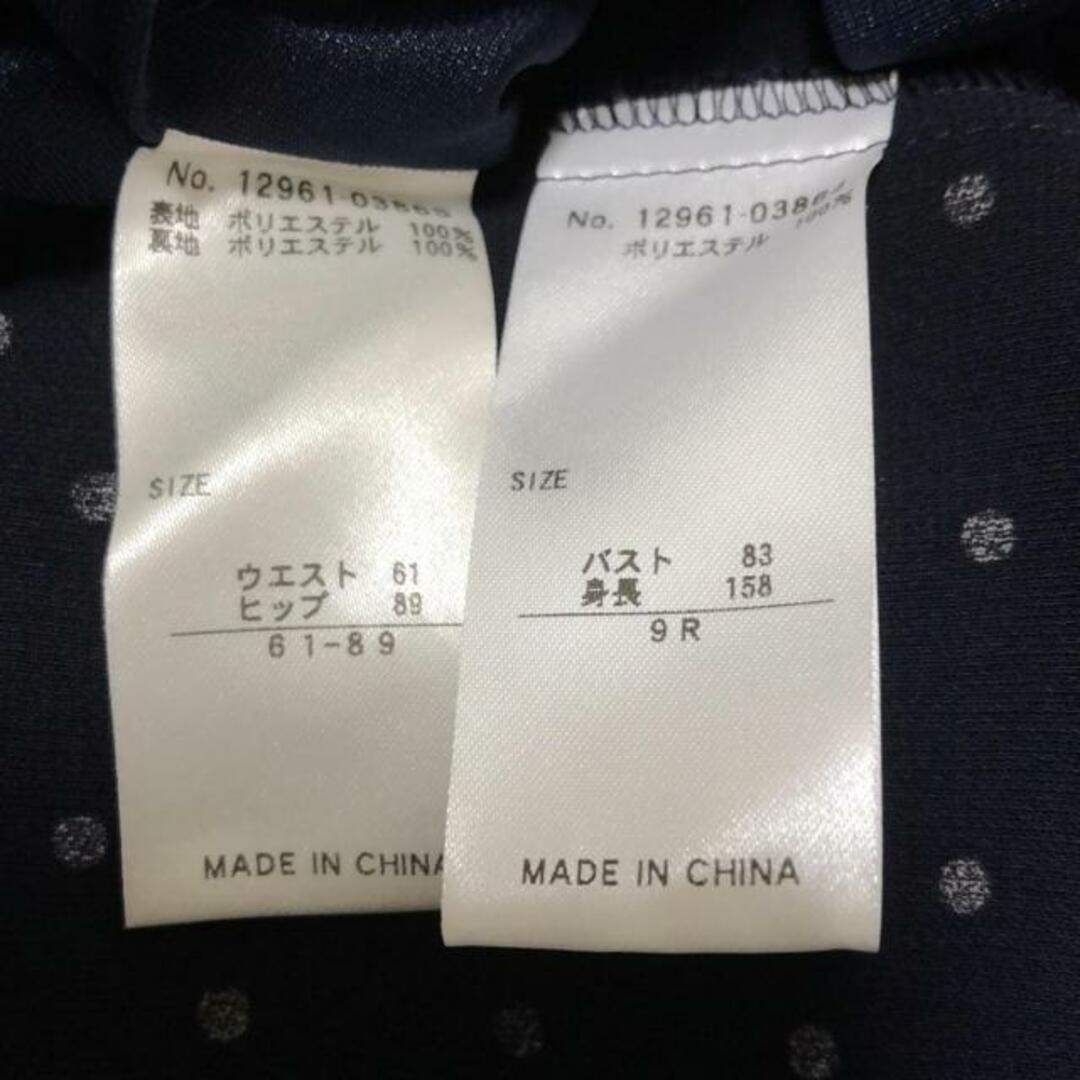 No. 12961-03865
表地 ポリエステル 100%
裏地 ポリエステル 100%
SIZE
ウエスト 61
ヒップ 89
61-89
MADE IN CHINA
No. 12961-0386
ポリエステル 100%
SIZE
バスト 83
身長 158
9R
MADE IN CHINA